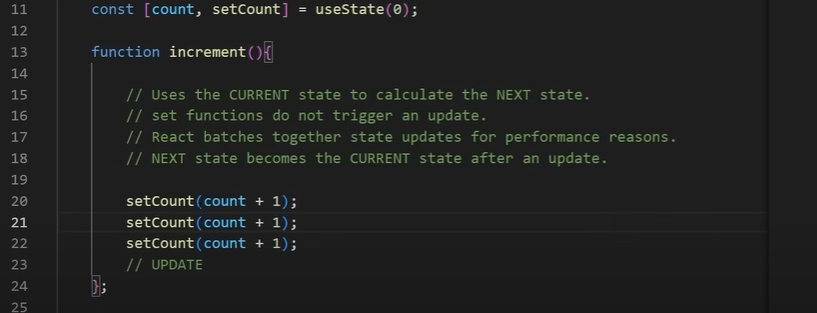 11 const [count, setCount] = useState(0);
12
13 function increment(){
14
15 // Uses the CURRENT state to calculate the NEXT state.
16 // set functions do not trigger an update.
17 // React batches together state updates for performance reasons.
18 // NEXT state becomes the CURRENT state after an update.
19
20 setCount(count + 1);
21 setCount(count + 1);
22 setCount(count + 1);
23 // UPDATE
24 };
25